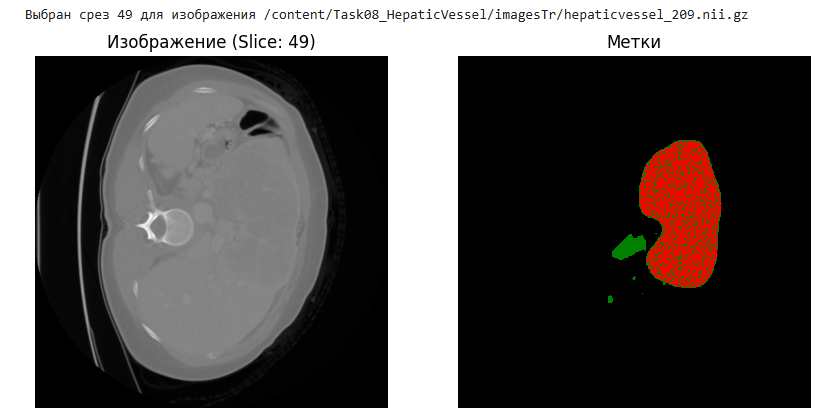 Выбран срез 49 для изображения /content/Task08_HepaticVessel/imagesTr/hepaticvessel_209.nii.gz
Изображение (Slice: 49)
Метки